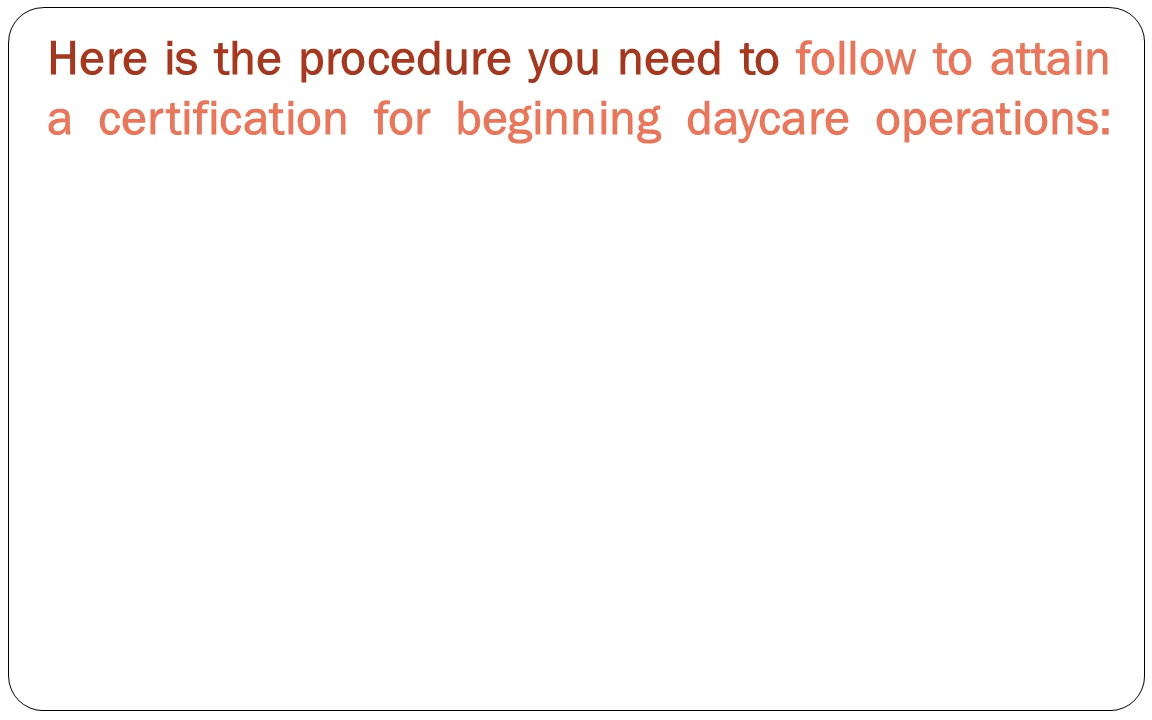 Here is the procedure you need to follow to attain
a certification for beginning daycare operations: